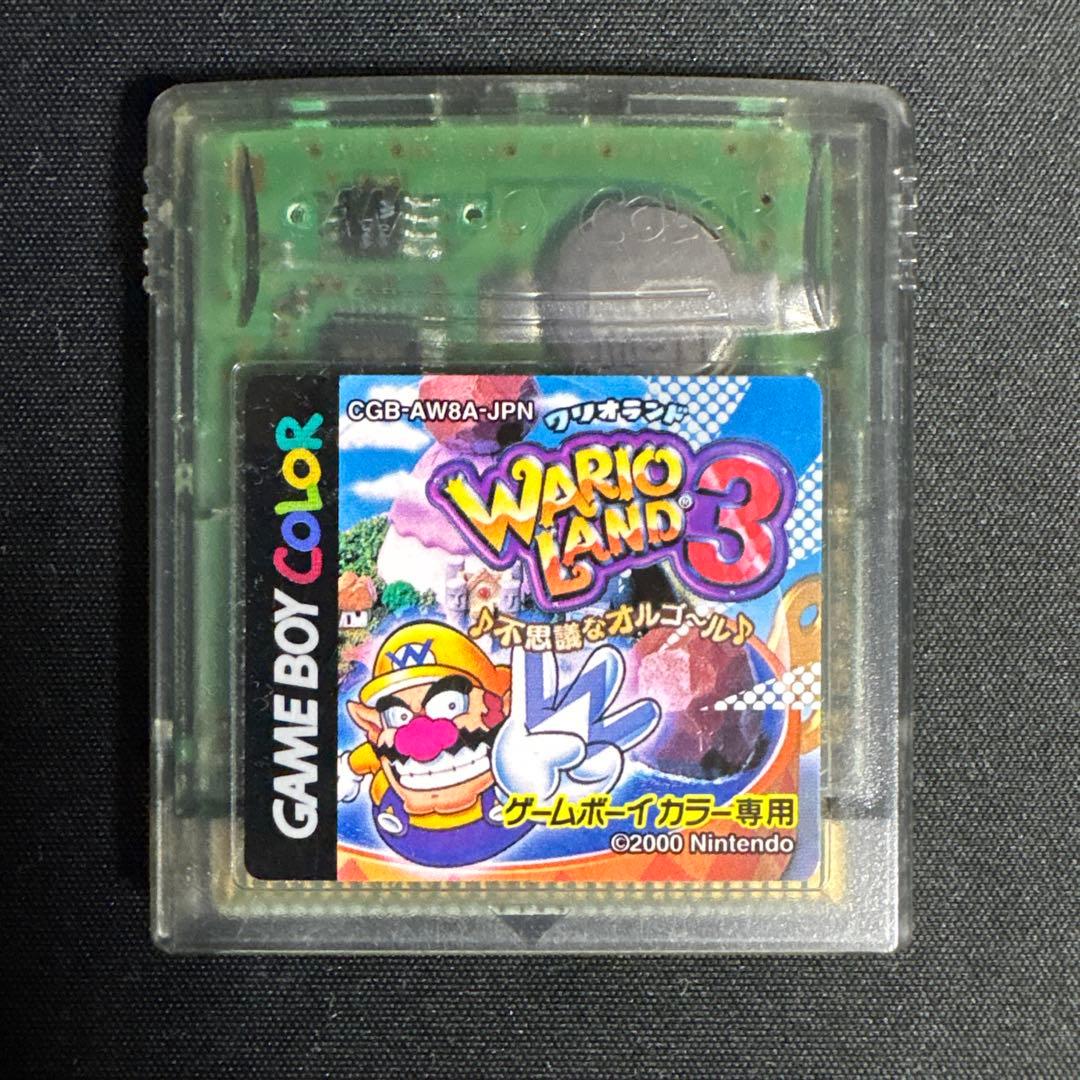 GAME BOY COLOR
CGB-AW8A-JPN
ワリオランド
WARIO
LAND® 3
♪不思議なオルゴ〜ル♪
W
ゲームボーイカラー専用
©2000 Nintendo